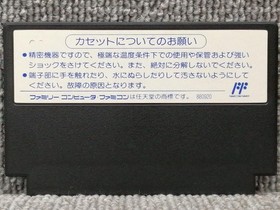 カセットについてのお願い
●精密機器ですので、極端な温度条件下での使用や保管および強い
ショックをさけてください。また、絶対に分解しないでください。
●端子部に手を触れたり、水にぬらしたりして汚さないようにして
ください。故障の原因となります。
ファミリー コンピュータ・ファミコンは任天堂の商標です。